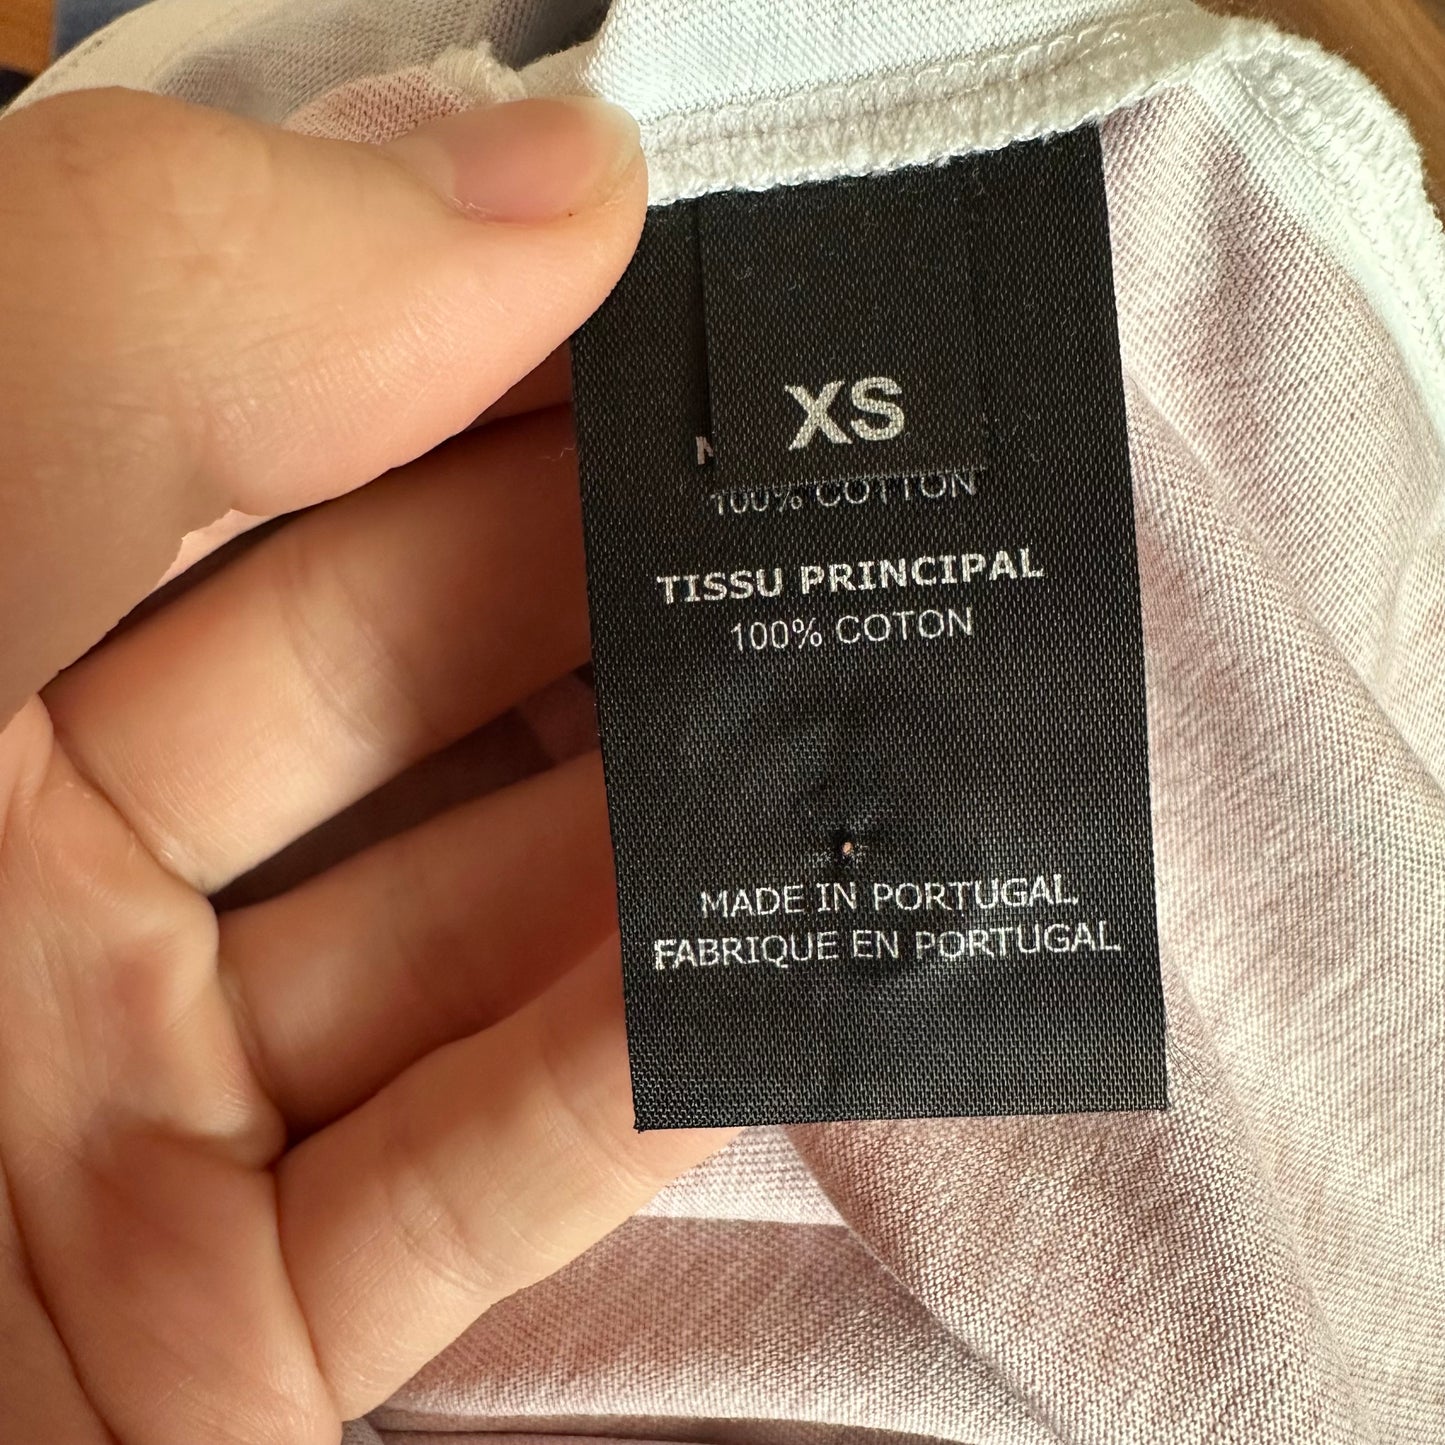 XS
100% COTTON
TISSU PRINCIPAL
100% COTON
MADE IN PORTUGAL
FABRIQUE EN PORTUGAL